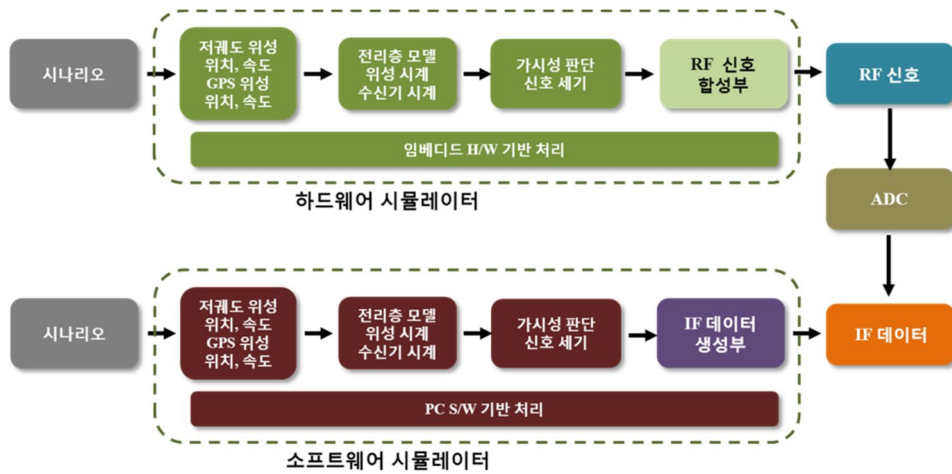 시나리오
저궤도 위성
위치, 속도
GPS 위성
위치, 속도
전리층 모델
위성 시계
수신기 시계
가시성 판단
신호 세기
RF 신호
합성부
RF 신호
임베디드 H/W 기반 처리
하드웨어 시뮬레이터
ADC
시나리오
저궤도 위성
위치, 속도
GPS 위성
위치, 속도
전리층 모델
위성 시계
수신기 시계
가시성 판단
신호 세기
IF 데이터
생성부
IF 데이터
PC S/W 기반 처리
소프트웨어 시뮬레이터